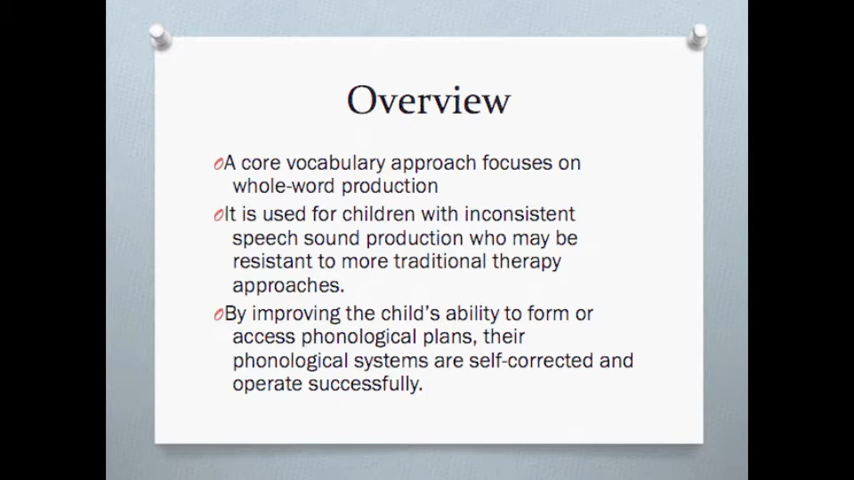 Overview
A core vocabulary approach focuses on
whole-word production
It is used for children with inconsistent
speech sound production who may be
resistant to more traditional therapy
approaches.
By improving the child’s ability to form or
access phonological plans, their
phonological systems are self-corrected and
operate successfully.